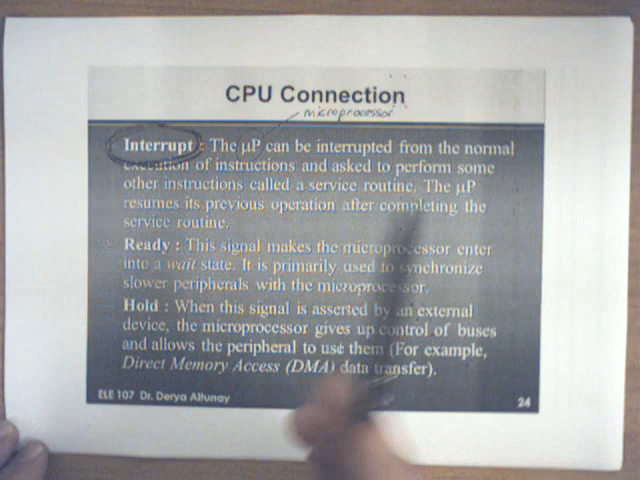 CPU Connection
microprocessor
Interrupt : The μP can be interrupted from the normal
execution of instructions and asked to perform some
other instructions called a service routine. The μP
resumes its previous operation after completing the
service routine.
Ready : This signal makes the microprocessor enter
into a wait state. It is primarily used to synchronize
slower peripherals with the microprocessor.
Hold : When this signal is asserted by an external
device, the microprocessor gives up control of buses
and allows the peripheral to use them (For example,
Direct Memory Access (DMA) data transfer).
ELE 107 Dr. Derya Altunay
24